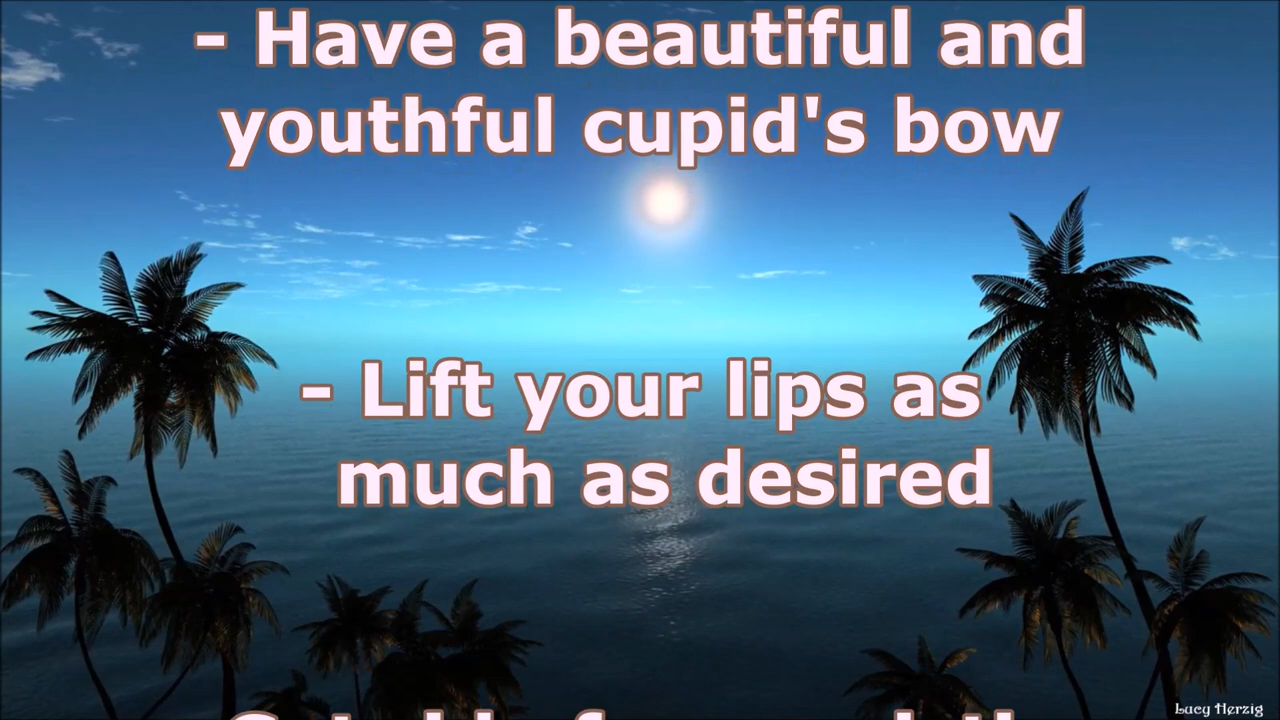 - Have a beautiful and
youthful cupid's bow
- Lift your lips as
much as desired
Lucy Herzig